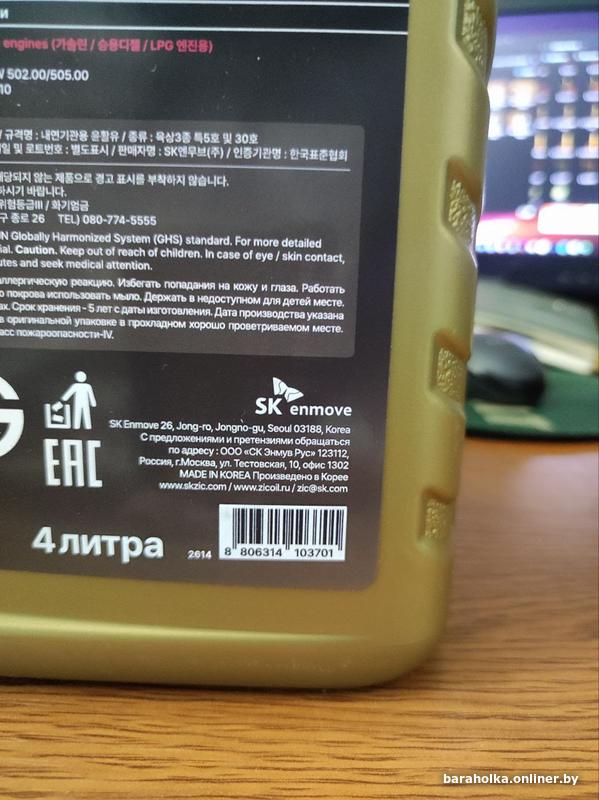 и
engines (가솔린 / 승용디젤 / LPG 엔진용)
W 502.00/505.00
10
/ 규격명 : 내연기관용 윤활유 / 종류 : 육상3종 특5호 및 30호
일 및 로트번호 : 별도표시 / 판매자명 : SK엔무브(주) / 인증기관명 : 한국표준협회
해당되지 않는 제품으로 경고 표시를 부착하지 않습니다.
하시기 바랍니다.
위험등급III / 화기엄금
구 종로 26 TEL) 080-774-5555
UN Globally Harmonized System (GHS) standard. For more detailed
ial. Caution. Keep out of reach of children. In case of eye / skin contact,
utes and seek medical attention.
аллергическую реакцию. Избегать попадания на кожу и глаза. Работать
о покрова использовать мыло. Держать в недоступном для детей месте.
ах. Срок хранения - 5 лет с даты изготовления. Дата производства указана
в оригинальной упаковке в прохладном хорошо проветриваемом месте.
асс пожароопасности-IV.
G
SK enmove
SK Enmove 26, Jong-ro, Jongno-gu, Seoul 03188, Korea
С предложениями и претензиями обращаться
по адресу : ООО «СК Энмув Рус» 123112,
Россия, г.Москва, ул. Тестовская, 10, офис 1302
MADE IN KOREA Произведено в Корее
www.skzic.com / www.zicoil.ru / zic@sk.com
EAC
4 литра
2614
8 806314 103701
baraholka.onliner.by